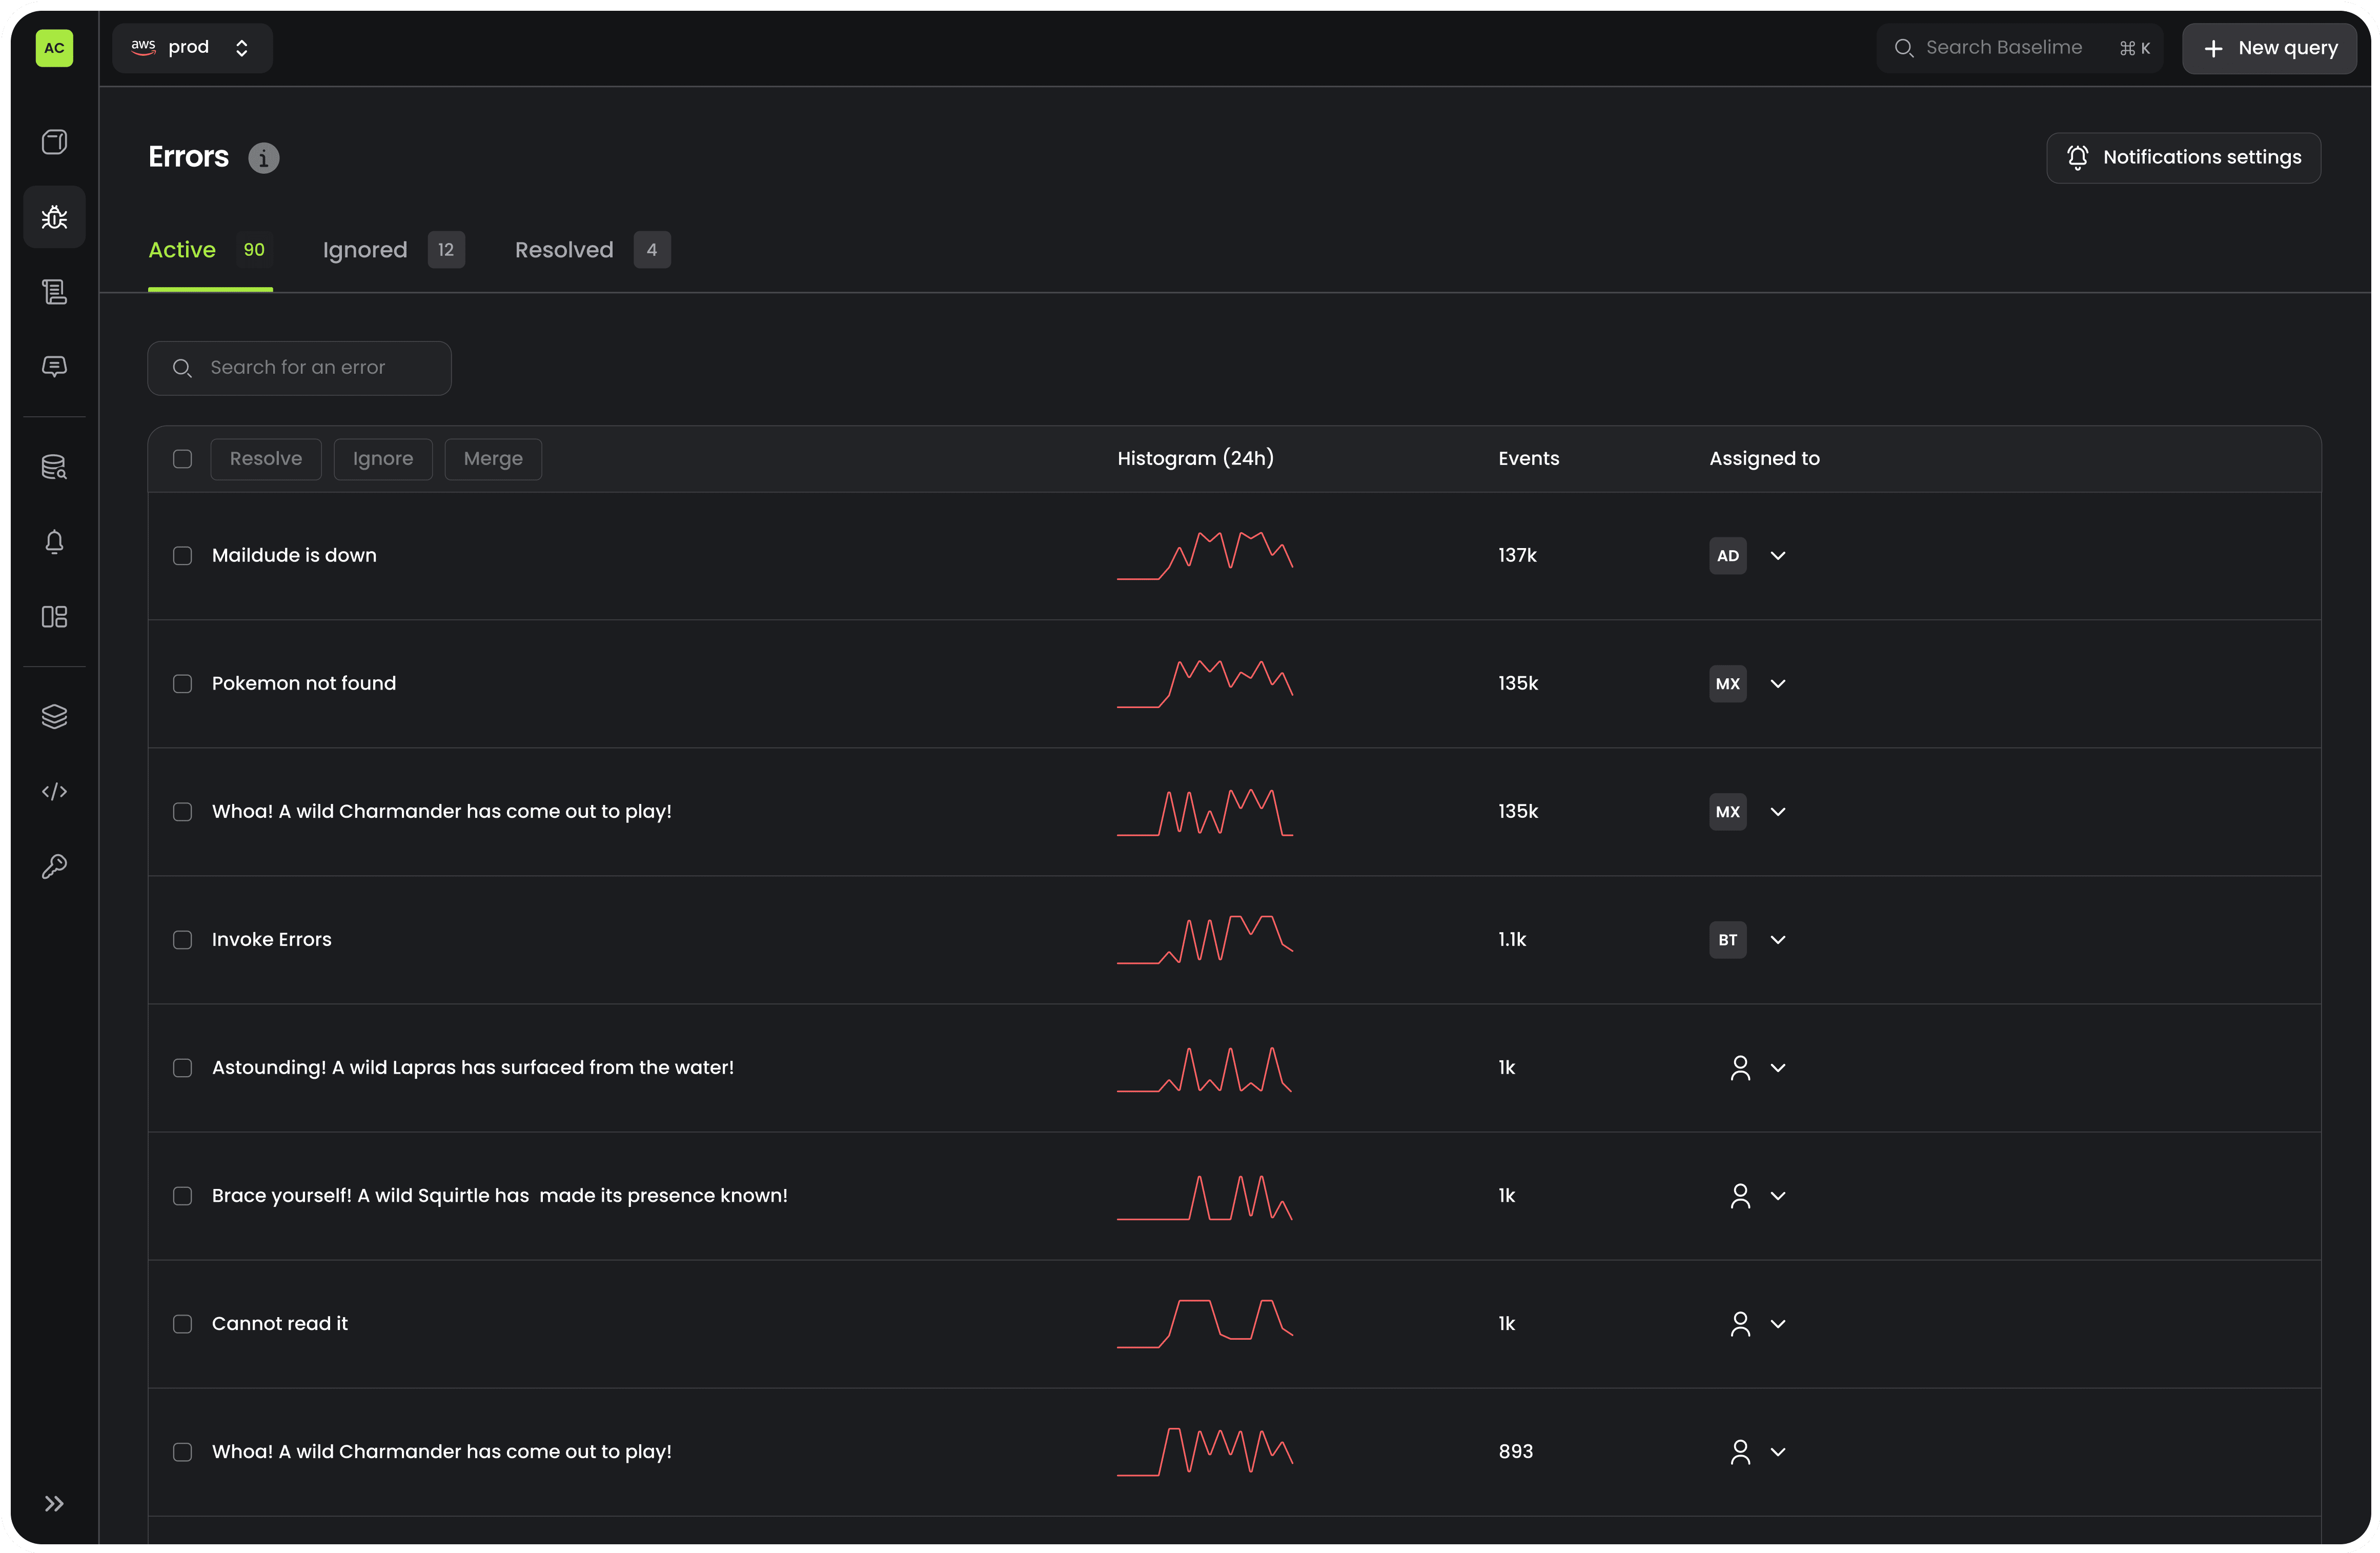 AC
aws prod
Search Baselime ⌘ K
New query
Errors
Notifications settings
Active 90
Ignored 12
Resolved 4
Search for an error
Resolve Ignore Merge Histogram (24h) Events Assigned to
Maildude is down 137k AD
Pokemon not found 135k MX
Whoa! A wild Charmander has come out to play! 135k MX
Invoke Errors 1.1k BT
Astounding! A wild Lapras has surfaced from the water! 1k
Brace yourself! A wild Squirtle has  made its presence known! 1k
Cannot read it 1k
Whoa! A wild Charmander has come out to play! 893